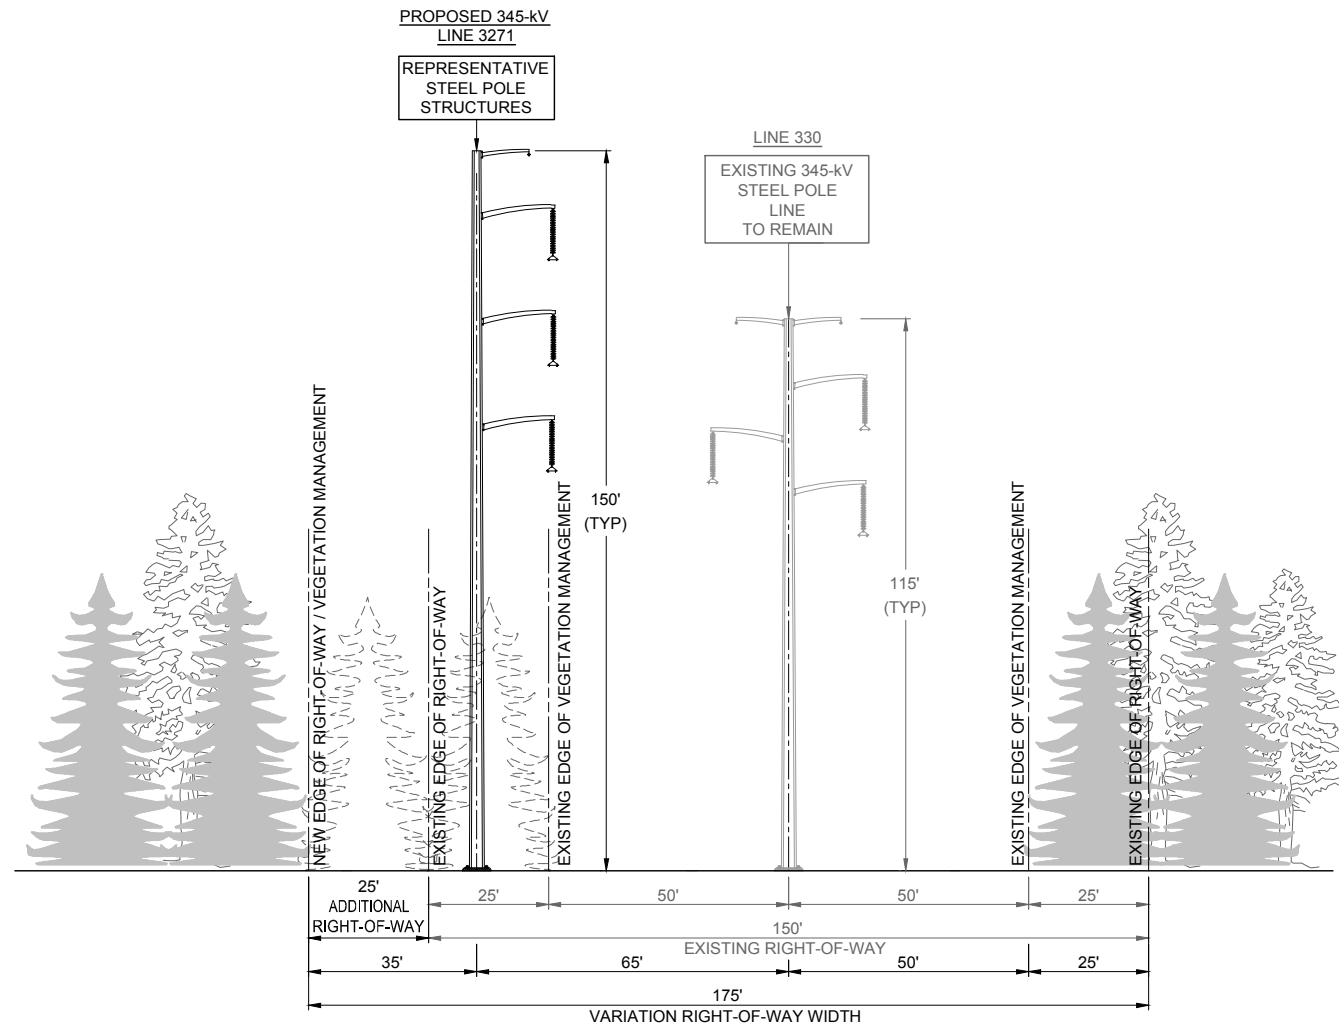 PROPOSED 345-kV
LINE 3271
REPRESENTATIVE
STEEL POLE
STRUCTURES
LINE 330
EXISTING 345-kV
STEEL POLE
LINE
TO REMAIN
150'
(TYP)
115'
(TYP)
NEW EDGE OF RIGHT-OF-WAY / VEGETATION MANAGEMENT
EXISTING EDGE OF RIGHT-OF-WAY
EXISTING EDGE OF VEGETATION MANAGEMENT
EXISTING EDGE OF VEGETATION MANAGEMENT
EXISTING EDGE OF RIGHT-OF-WAY
25'
ADDITIONAL
RIGHT-OF-WAY
25'
50'
50'
25'
150'
EXISTING RIGHT-OF-WAY
35'
65'
50'
25'
175'
VARIATION RIGHT-OF-WAY WIDTH